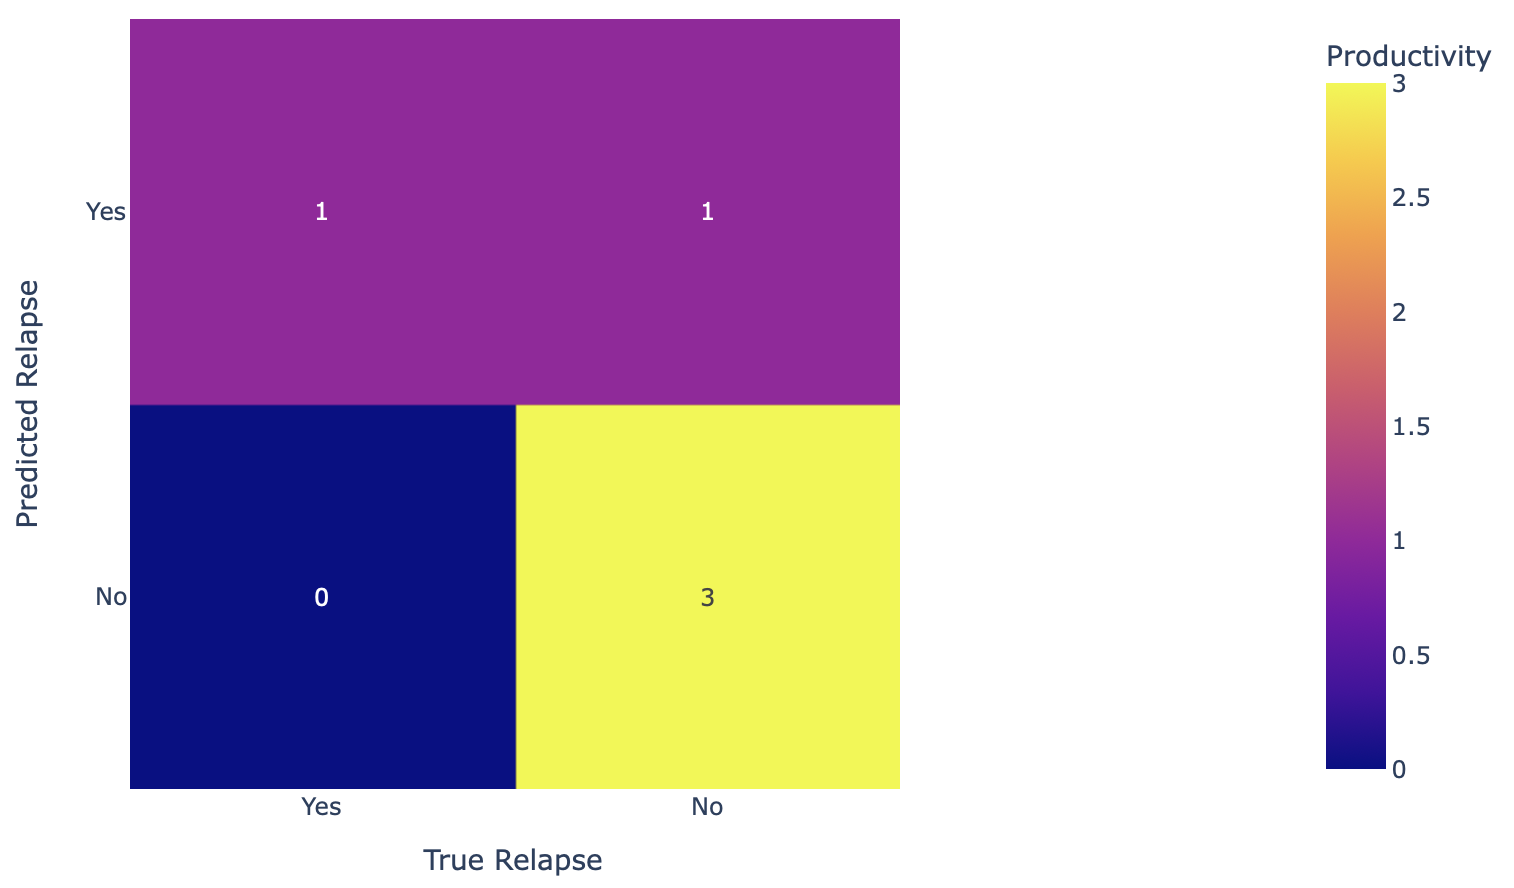 Productivity
3
2.5
2
1.5
1
0.5
0
Predicted Relapse
Yes
1
1
No
0
3
Yes
No
True Relapse